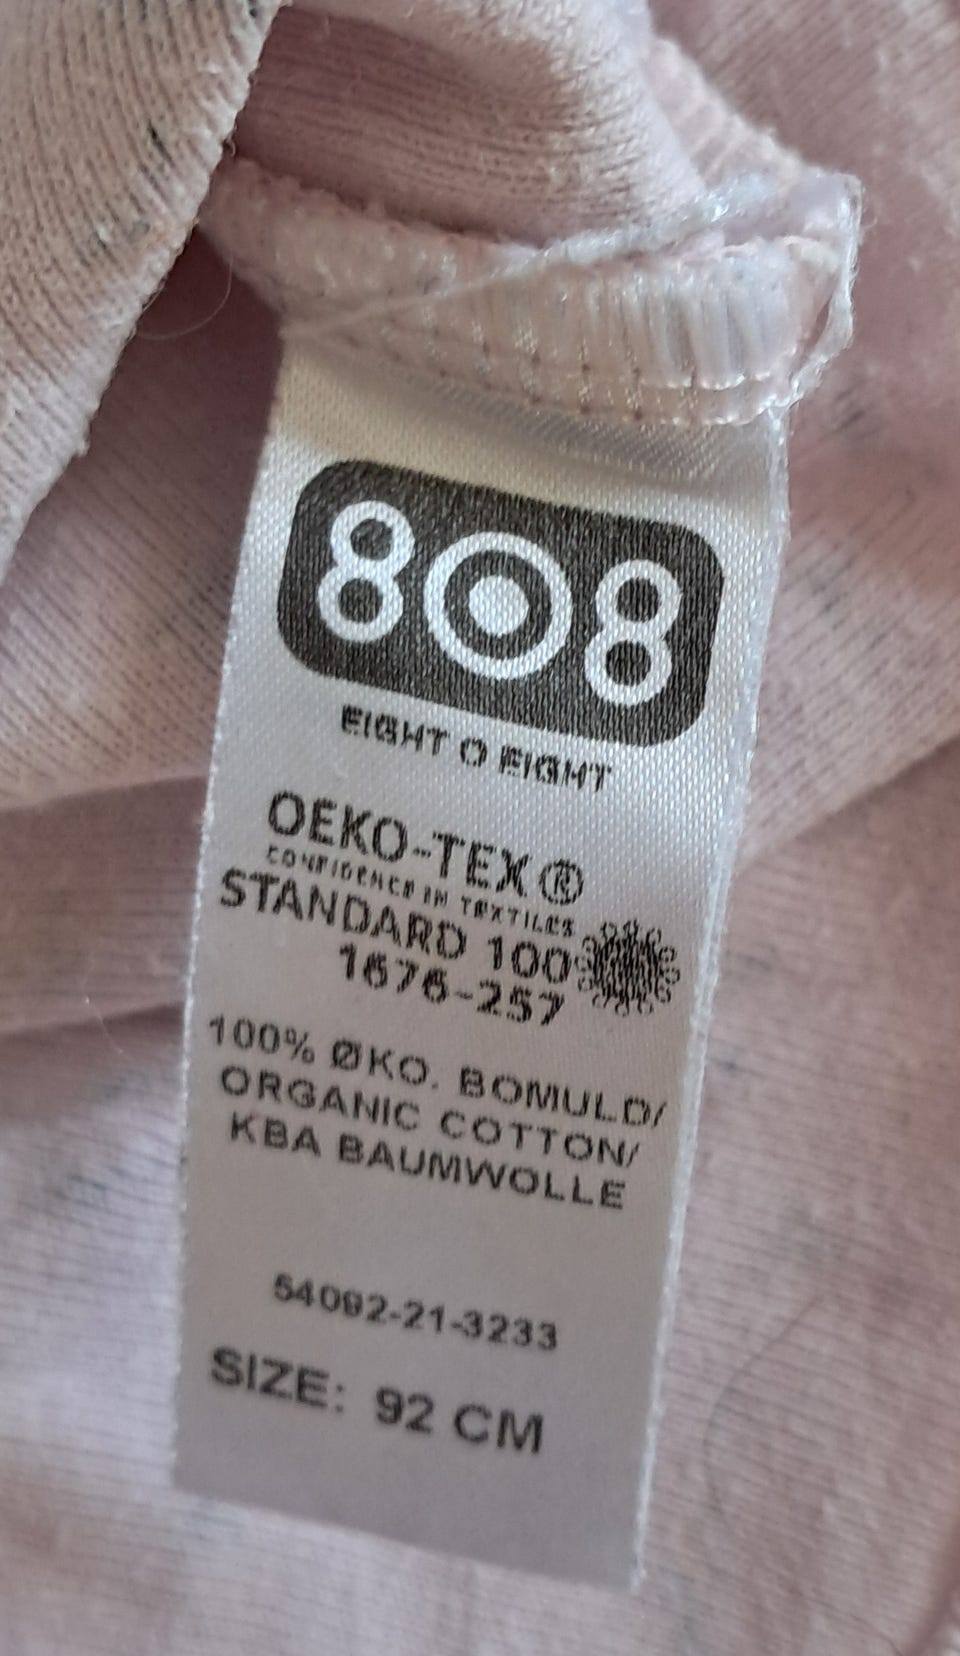 808
EIGHT O EIGHT
OEKO-TEX®
CONFIDENCE IN TEXTILES
STANDARD 100
1676-257
100% ØKO. BOMULD/
ORGANIC COTTON/
KBA BAUMWOLLE
54092-21-3233
SIZE: 92 CM